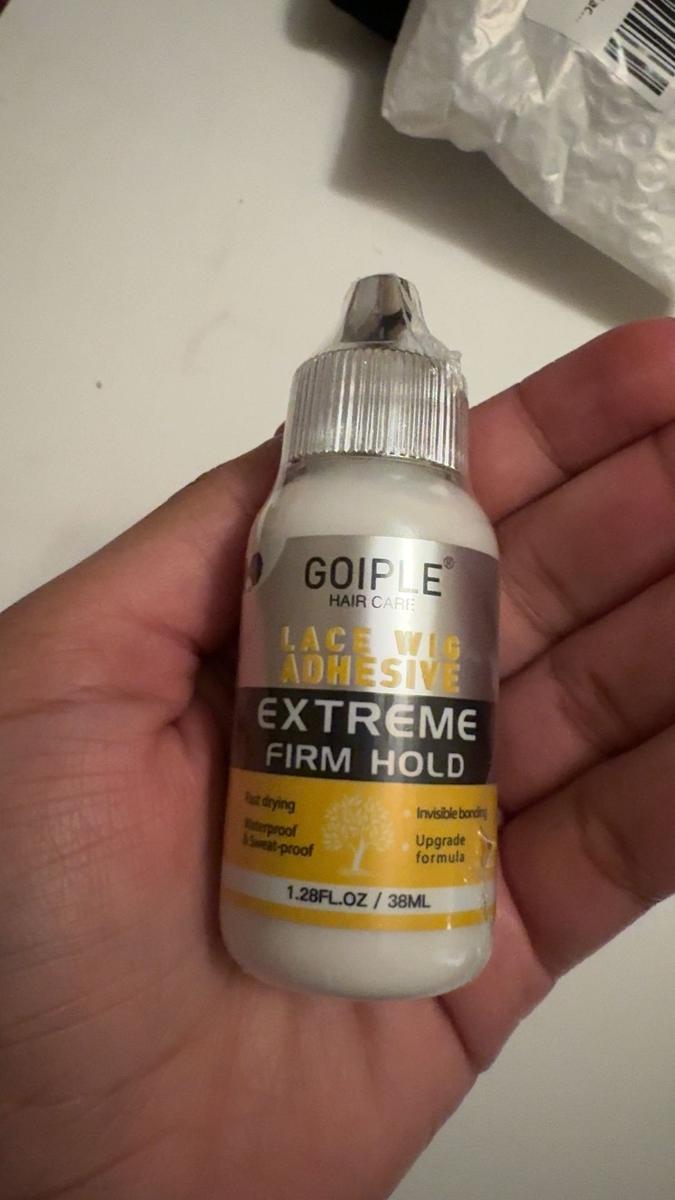 GOIPLE®
HAIR CARE
LACE WIG
ADHESIVE
EXTREME
FIRM HOLD
Fast drying
Waterproof
& Sweat-proof
Invisible bonding
Upgrade
formula
1.28FL.OZ / 38ML